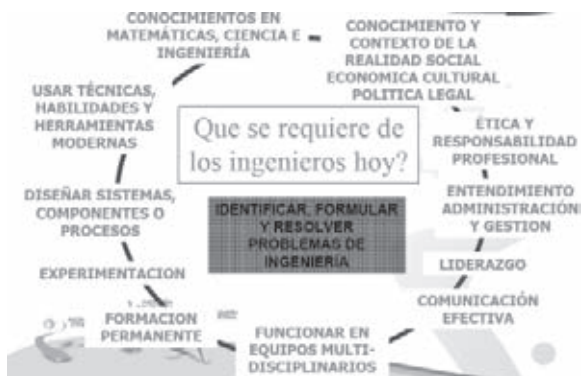 CONOCIMIENTOS EN
MATEMÁTICAS, CIENCIA E
INGENIERÍA
CONOCIMIENTO Y
CONTEXTO DE LA
REALIDAD SOCIAL
ECONOMICA CULTURAL
POLITICA LEGAL
USAR TÉCNICAS,
HABILIDADES Y
HERRAMIENTAS
MODERNAS
Que se requiere de
los ingenieros hoy?
ÉTICA Y
RESPONSABILIDAD
PROFESIONAL
DISEÑAR SISTEMAS,
COMPONENTES O
PROCESOS
IDENTIFICAR, FORMULAR
Y RESOLVER
PROBLEMAS DE
INGENIERÍA
ENTENDIMIENTO
ADMINISTRACIÓN
Y GESTION
EXPERIMENTACION
LIDERAZGO
FORMACION
PERMANENTE
COMUNICACIÓN
EFECTIVA
FUNCIONAR EN
EQUIPOS MULTI-
DISCIPLINARIOS